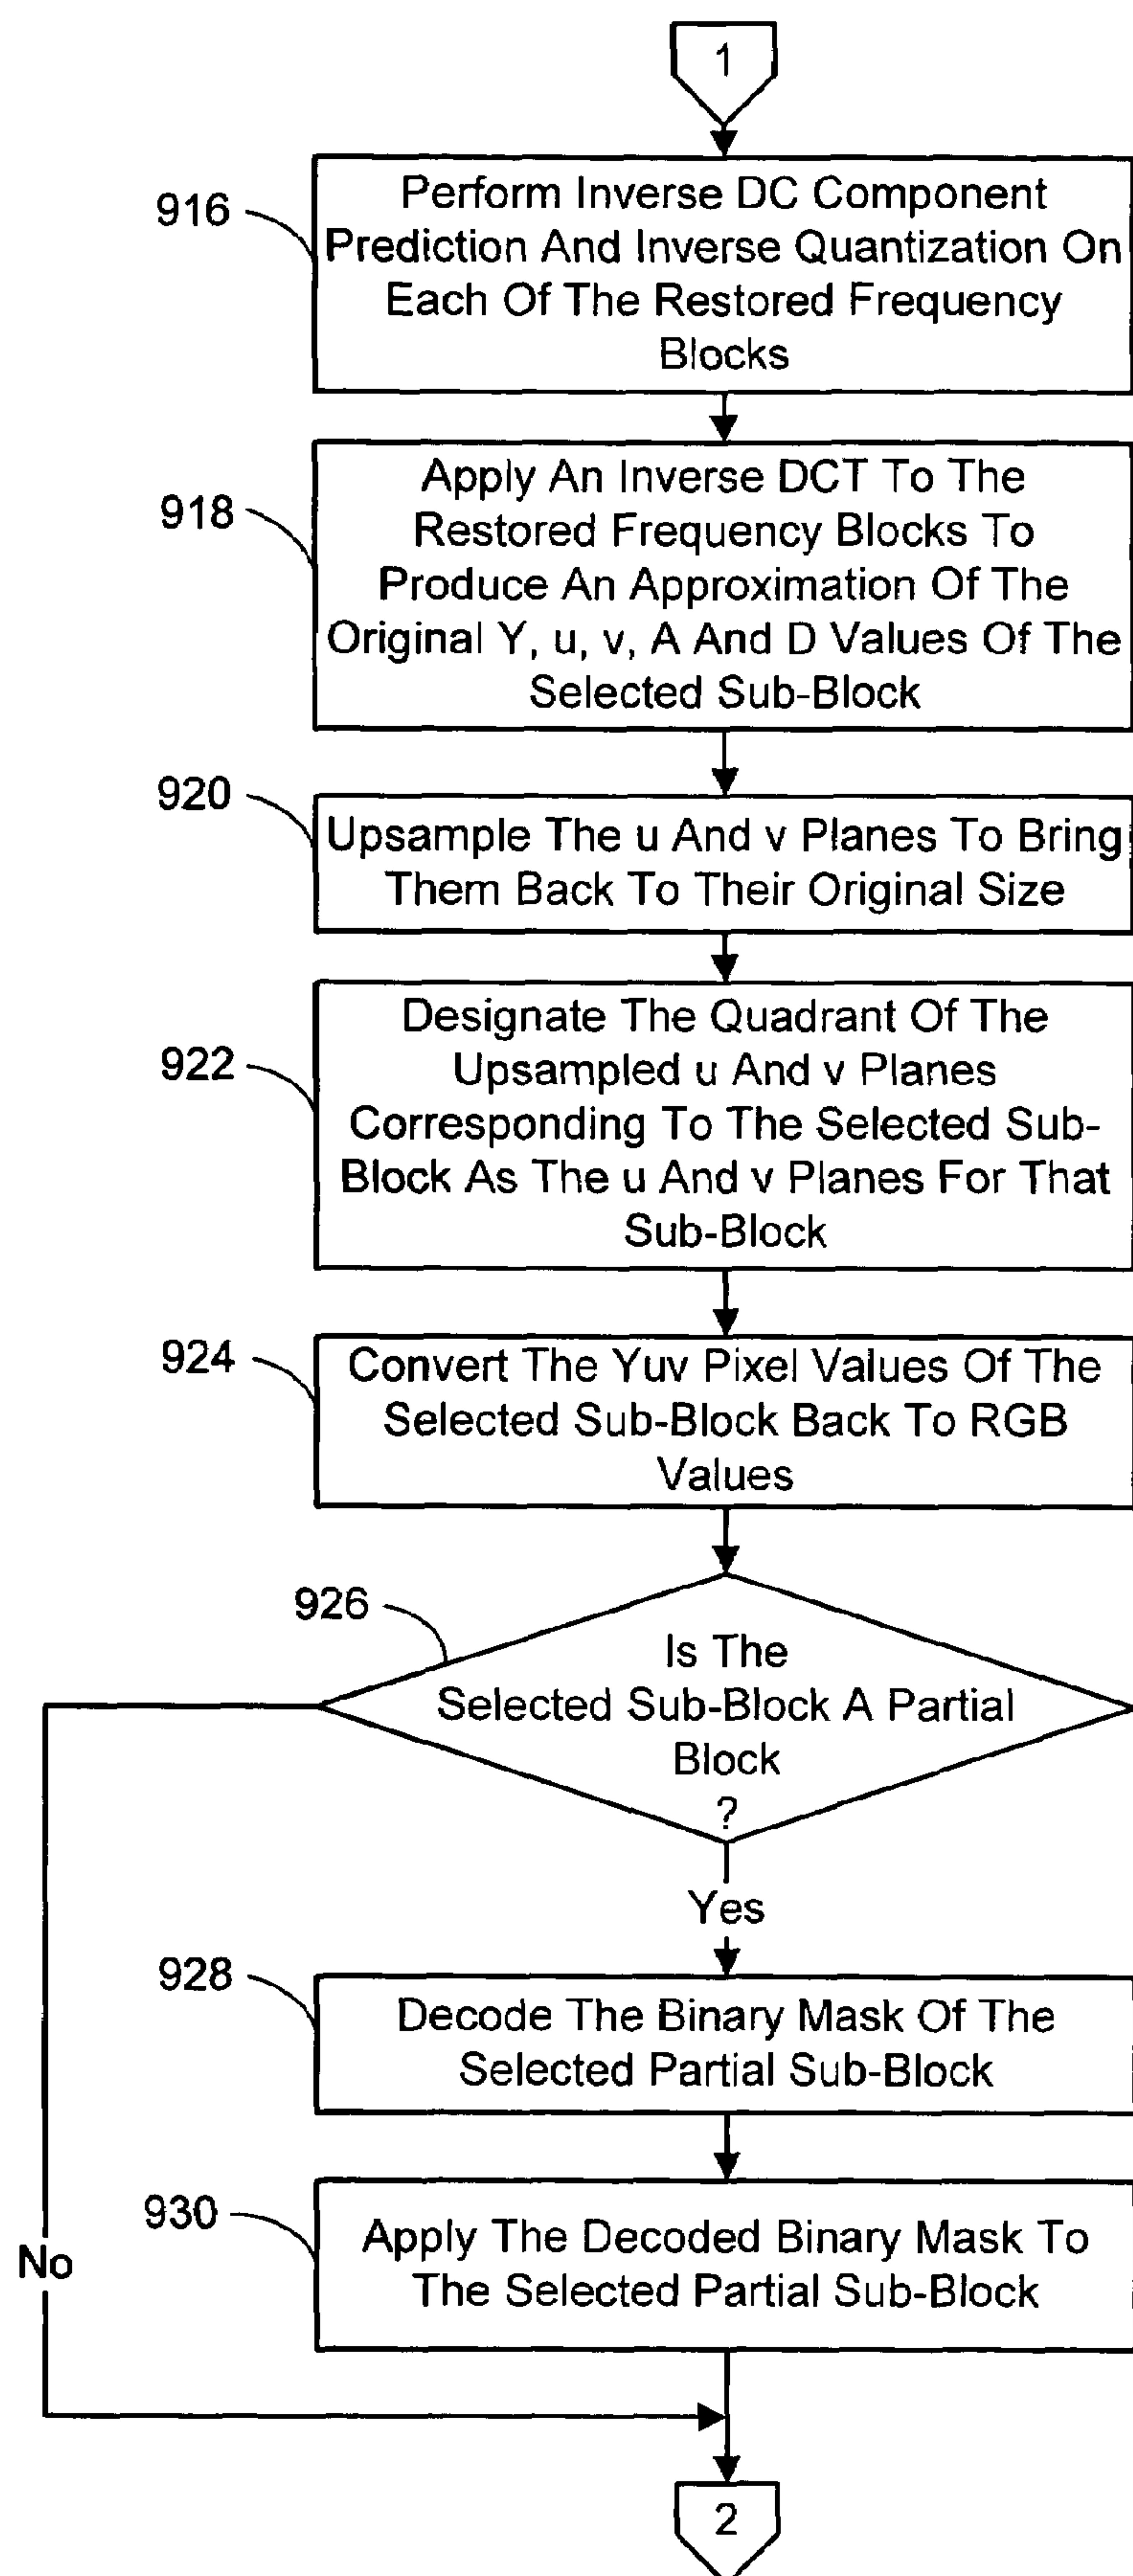 1
916
Perform Inverse DC Component
Prediction And Inverse Quantization On
Each Of The Restored Frequency
Blocks
918
Apply An Inverse DCT To The
Restored Frequency Blocks To
Produce An Approximation Of The
Original Y, u, v, A And D Values Of The
Selected Sub-Block
920
Upsample The u And v Planes To Bring
Them Back To Their Original Size
922
Designate The Quadrant Of The
Upsampled u And v Planes
Corresponding To The Selected Sub-
Block As The u And v Planes For That
Sub-Block
924
Convert The Yuv Pixel Values Of The
Selected Sub-Block Back To RGB
Values
926
Is The
Selected Sub-Block A Partial
Block
?
Yes
928
Decode The Binary Mask Of The
Selected Partial Sub-Block
930
Apply The Decoded Binary Mask To
The Selected Partial Sub-Block
No
2